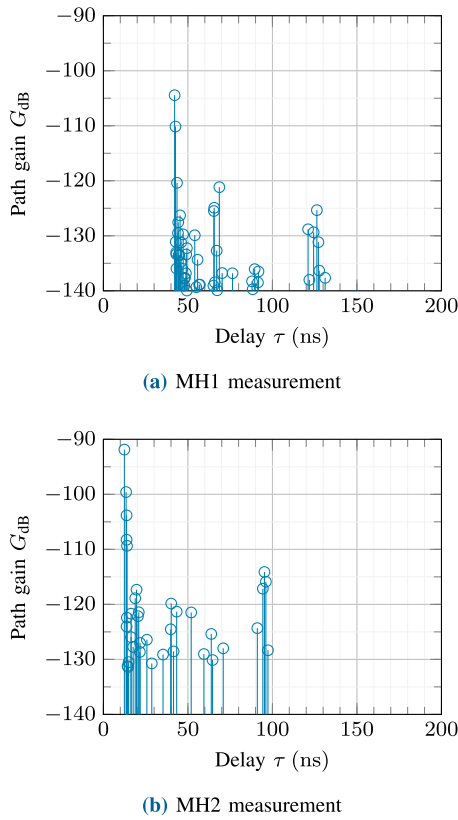 −90
−100
−110
−120
−130
−140
Path gain G_dB
0 50 100 150 200
Delay τ (ns)
(a) MH1 measurement
−90
−100
−110
−120
−130
−140
Path gain G_dB
0 50 100 150 200
Delay τ (ns)
(b) MH2 measurement